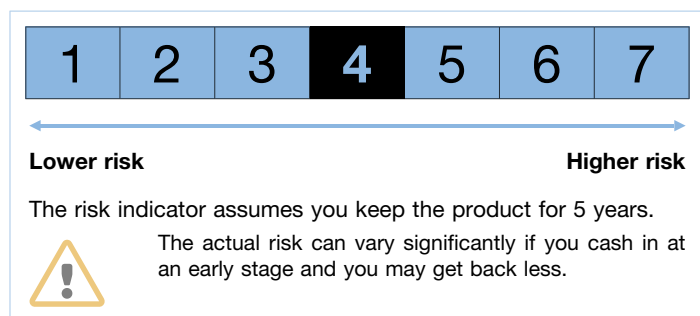 1 2 3 4 5 6 7
Lower risk Higher risk
The risk indicator assumes you keep the product for 5 years.
The actual risk can vary significantly if you cash in at
an early stage and you may get back less.